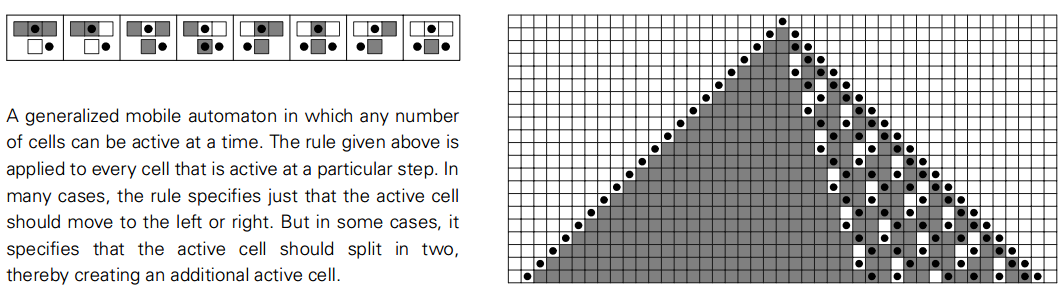 A generalized mobile automaton in which any number
of cells can be active at a time. The rule given above is
applied to every cell that is active at a particular step. In
many cases, the rule specifies just that the active cell
should move to the left or right. But in some cases, it
specifies that the active cell should split in two,
thereby creating an additional active cell.